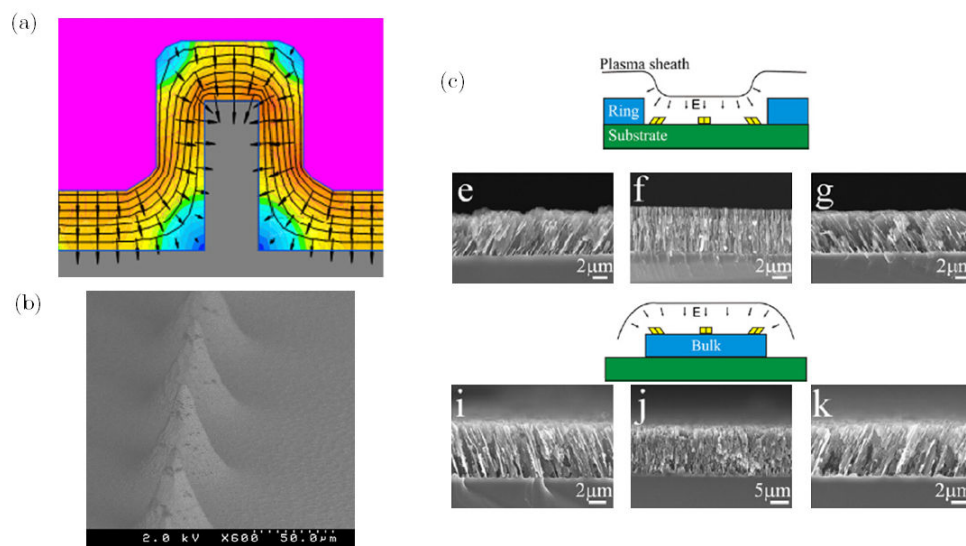 (a)
(b)
2.0 kV X600 50.0µm
(c)
Plasma sheath
E
Ring
Substrate
e f g
2µm 2µm 2µm
E
Bulk
i j k
2µm 5µm 2µm